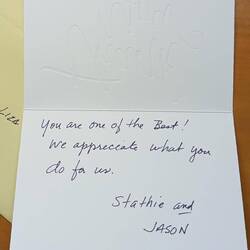 You are one of the Best!
We appreciate what you
do for us.
Stathie and
JASON